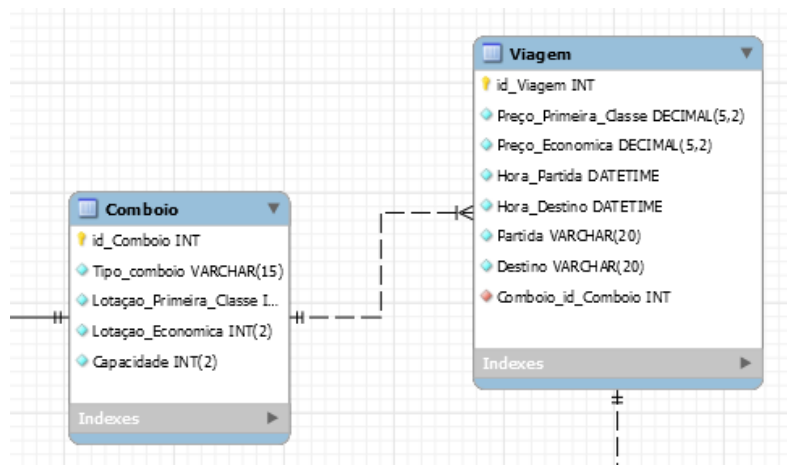 Viagem
id_Viagem INT
Preço_Primeira_Classe DECIMAL(5,2)
Preço_Economica DECIMAL(5,2)
Hora_Partida DATETIME
Hora_Destino DATETIME
Partida VARCHAR(20)
Destino VARCHAR(20)
Comboio_id_Comboio INT
Indexes
Comboio
id_Comboio INT
Tipo_comboio VARCHAR(15)
Lotaçao_Primeira_Classe I...
Lotaçao_Economica INT(2)
Capacidade INT(2)
Indexes